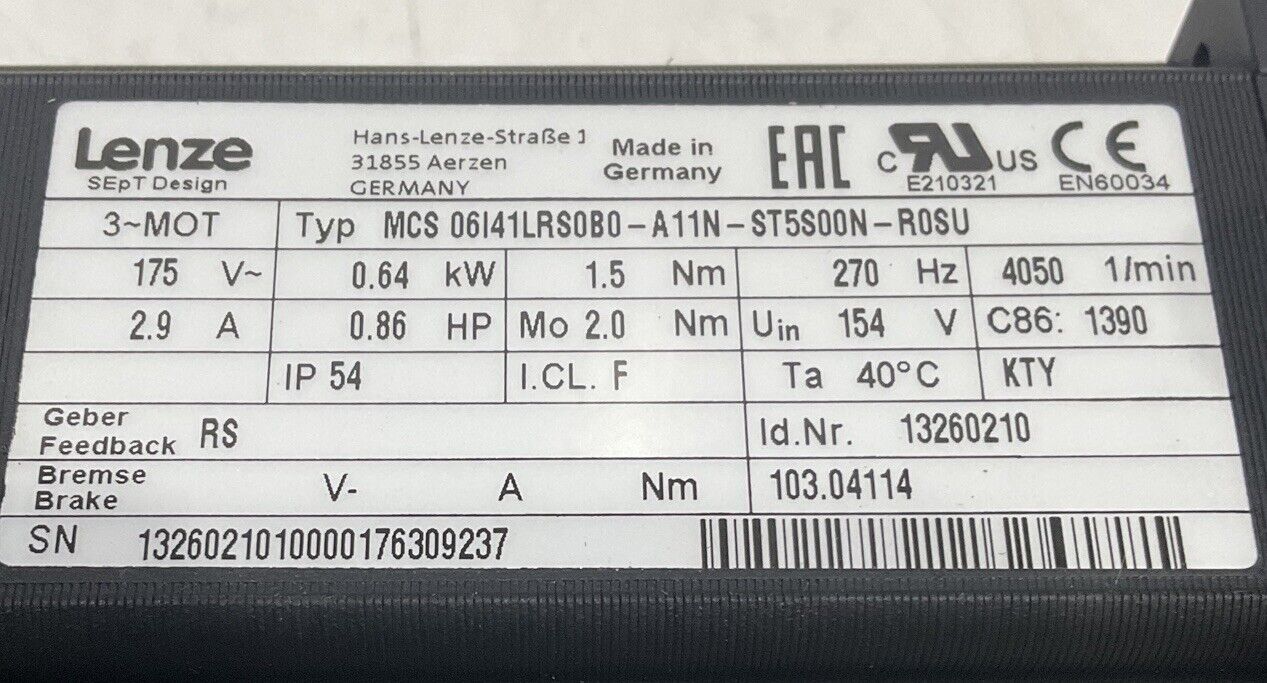 Lenze
SEpT Design
Hans-Lenze-Straße 1
31855 Aerzen
GERMANY
Made in
Germany
EAC
c RU US
E210321
CE
EN60034
3~MOT Typ MCS 06I41LRS0B0-A11N-ST5S00N-R0SU
175 V~ 0.64 kW 1.5 Nm 270 Hz 4050 1/min
2.9 A 0.86 HP Mo 2.0 Nm Uin 154 V C86: 1390
IP 54 I.CL. F Ta 40°C KTY
Geber
Feedback RS Id.Nr. 13260210
Bremse
Brake V- A Nm 103.04114
SN 1326021010000176309237